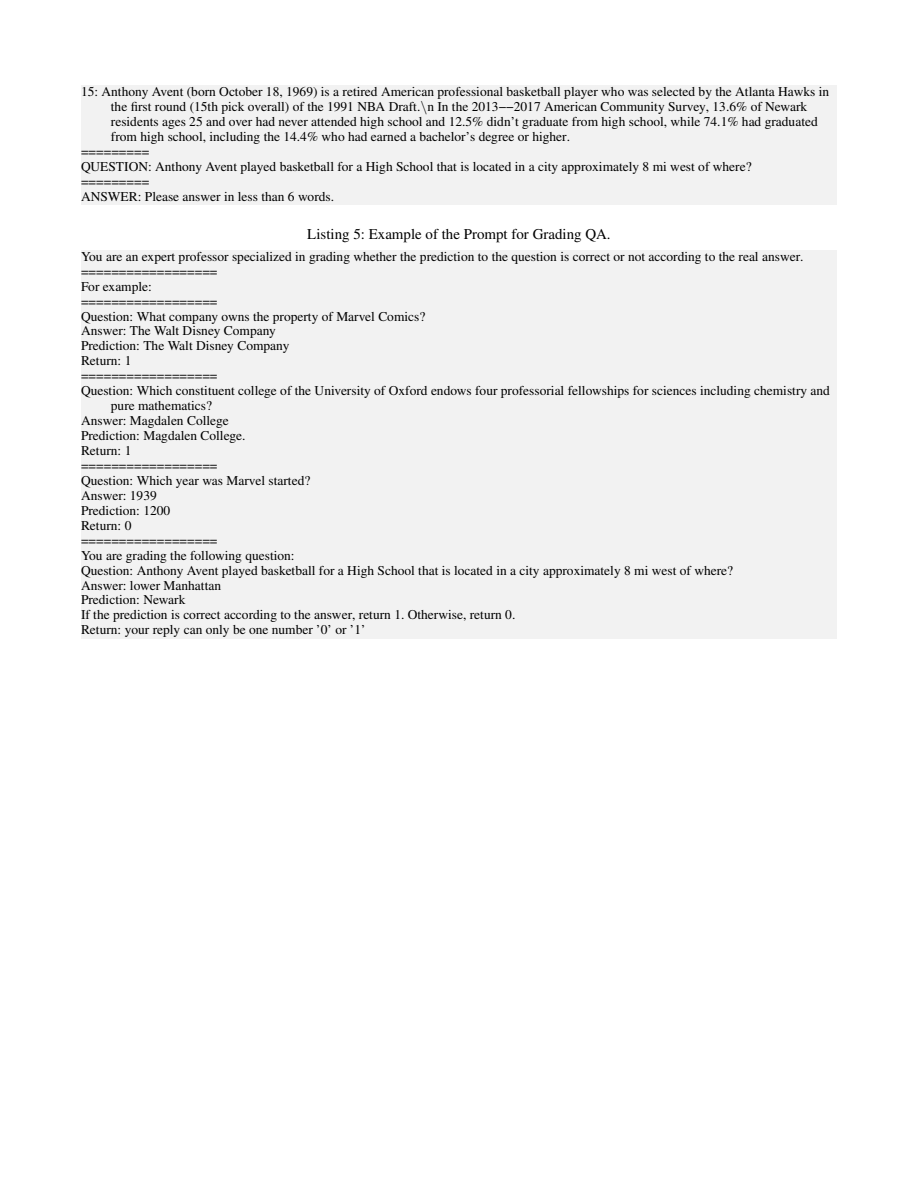 15: Anthony Avent (born October 18, 1969) is a retired American professional basketball player who was selected by the Atlanta Hawks in
the first round (15th pick overall) of the 1991 NBA Draft.\n In the 2013−−2017 American Community Survey, 13.6% of Newark
residents ages 25 and over had never attended high school and 12.5% didn't graduate from high school, while 74.1% had graduated
from high school, including the 14.4% who had earned a bachelor's degree or higher.
=========
QUESTION: Anthony Avent played basketball for a High School that is located in a city approximately 8 mi west of where?
=========
ANSWER: Please answer in less than 6 words.
Listing 5: Example of the Prompt for Grading QA.
You are an expert professor specialized in grading whether the prediction to the question is correct or not according to the real answer.
==================
For example:
==================
Question: What company owns the property of Marvel Comics?
Answer: The Walt Disney Company
Prediction: The Walt Disney Company
Return: 1
==================
Question: Which constituent college of the University of Oxford endows four professorial fellowships for sciences including chemistry and
pure mathematics?
Answer: Magdalen College
Prediction: Magdalen College.
Return: 1
==================
Question: Which year was Marvel started?
Answer: 1939
Prediction: 1200
Return: 0
==================
You are grading the following question:
Question: Anthony Avent played basketball for a High School that is located in a city approximately 8 mi west of where?
Answer: lower Manhattan
Prediction: Newark
If the prediction is correct according to the answer, return 1. Otherwise, return 0.
Return: your reply can only be one number '0' or '1'